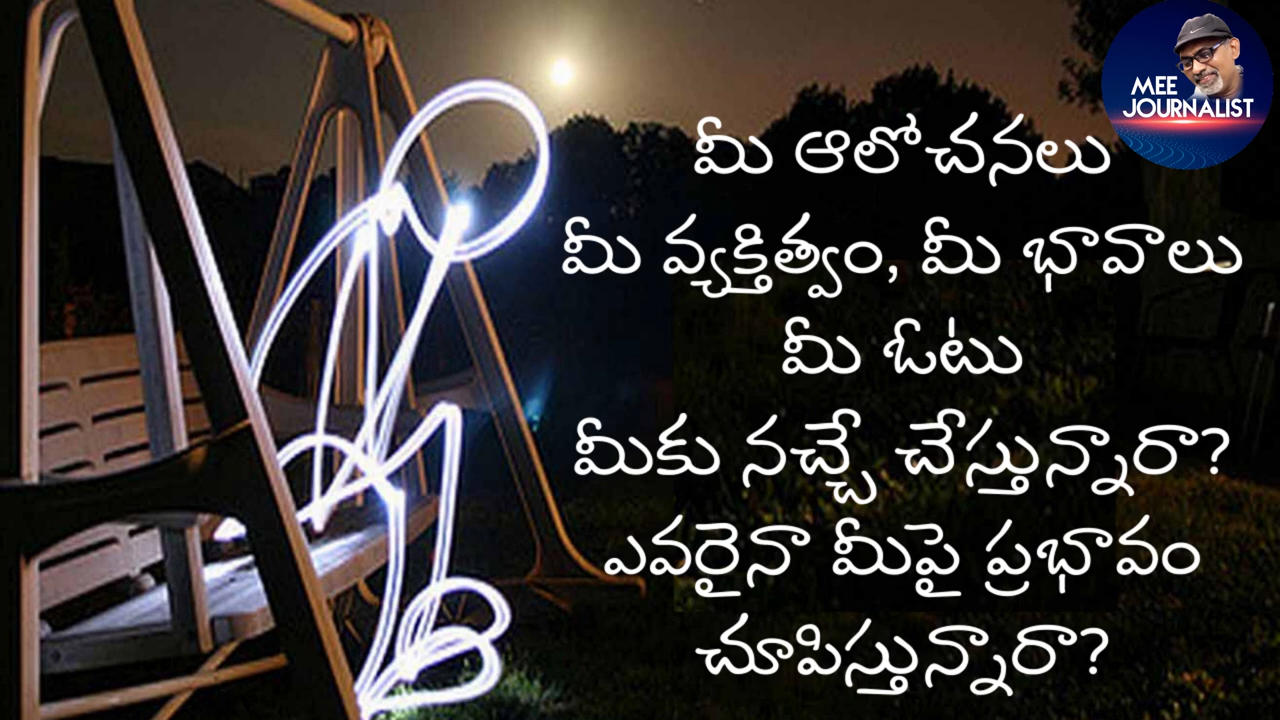 MEE
JOURNALIST
మీ ఆలోచనలు
మీ వ్యక్తిత్వం, మీ భావాలు
మీ ఓటు
మీకు నచ్చే చేస్తున్నారా?
ఎవరైనా మీపై ప్రభావం
చూపిస్తున్నారా?